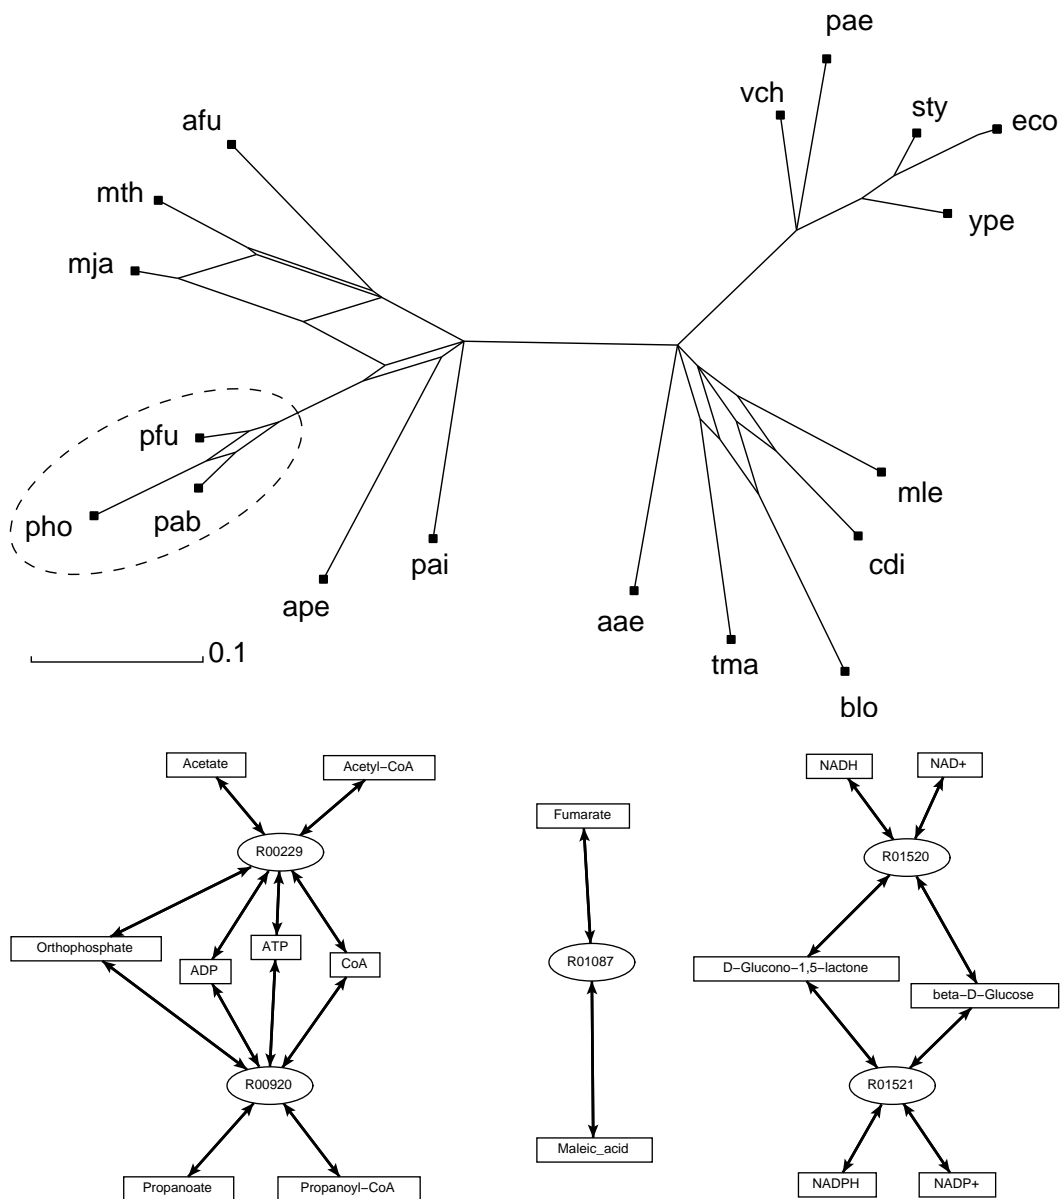 pae
vch
sty
eco
afu
mth
ype
mja
pfu
mle
pho
pab
cdi
pai
ape
aae
0.1
tma
blo
Acetate
Acetyl−CoA
NADH
NAD+
Fumarate
R00229
R01520
Orthophosphate
ATP
ADP
CoA
R01087
D−Glucono−1,5−lactone
beta−D−Glucose
R00920
R01521
Maleic_acid
Propanoate
Propanoyl−CoA
NADPH
NADP+